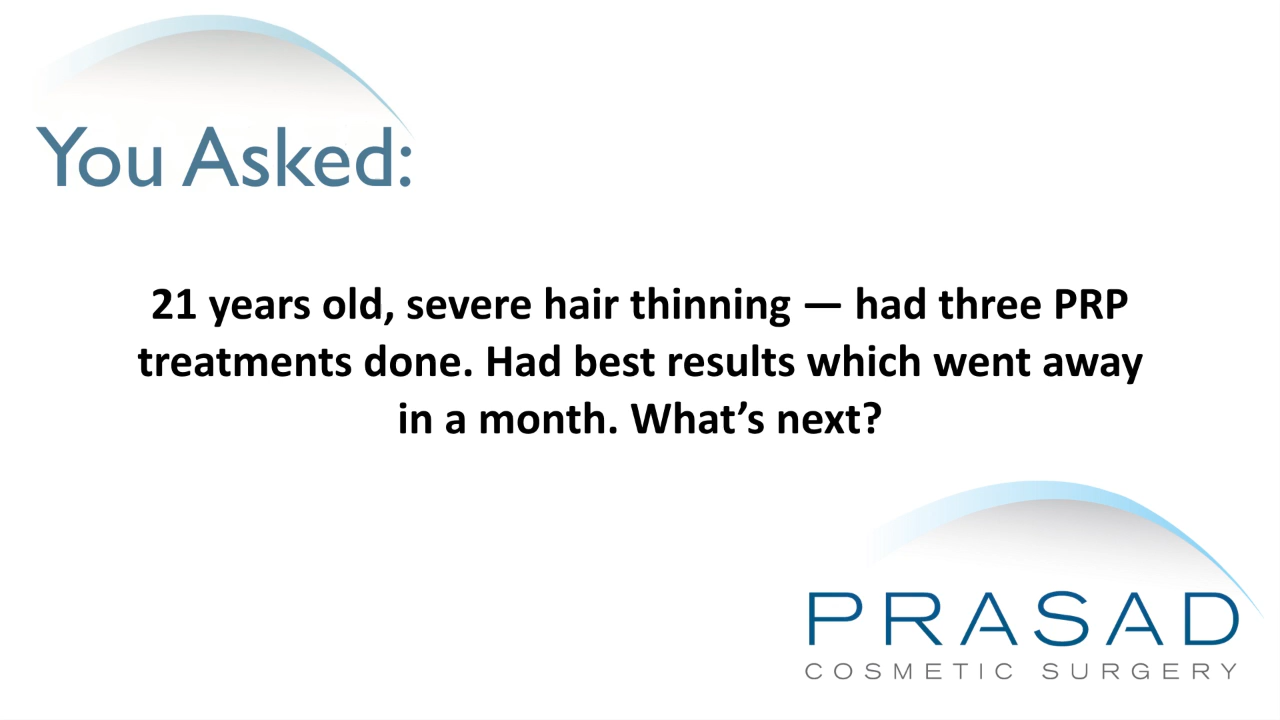 You Asked:
21 years old, severe hair thinning — had three PRP
treatments done. Had best results which went away
in a month. What’s next?
PRASAD
COSMETIC SURGERY